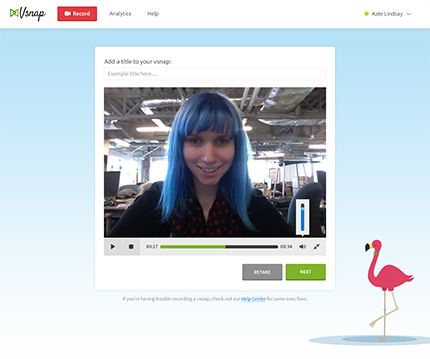 Vsnap
Record
Analytics
Help
Kate Lindsay
Add a title to your vsnap:
Example title here...
00:17
00:34
RETAKE
NEXT
If you're having trouble recording a vsnap, check out our Help Center for some easy fixes.